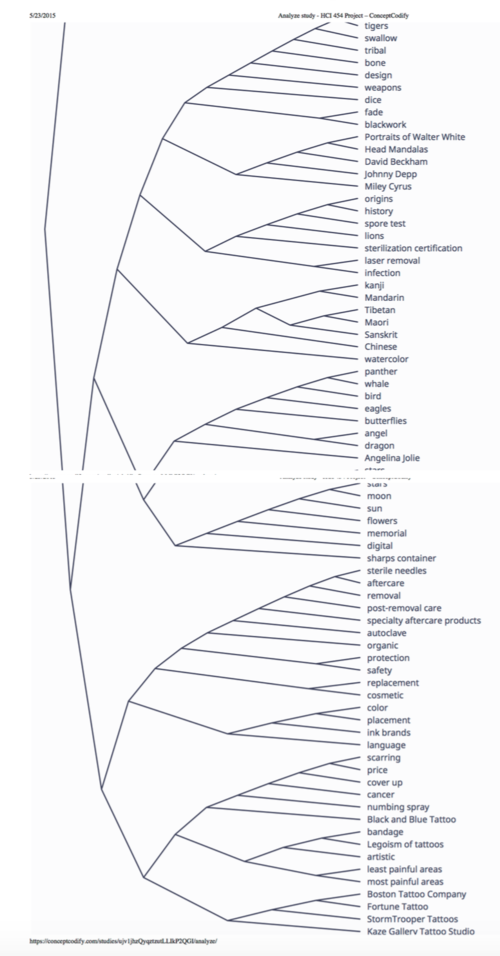 5/23/2015 Analyze study - HCI 454 Project – ConceptCodify
tigers
swallow
tribal
bone
design
weapons
dice
fade
blackwork
Portraits of Walter White
Head Mandalas
David Beckham
Johnny Depp
Miley Cyrus
origins
history
spore test
lions
sterilization certification
laser removal
infection
kanji
Mandarin
Tibetan
Maori
Sanskrit
Chinese
watercolor
panther
whale
bird
eagles
butterflies
angel
dragon
Angelina Jolie
stars
moon
sun
flowers
memorial
digital
sharps container
sterile needles
aftercare
removal
post-removal care
specialty aftercare products
autoclave
organic
protection
safety
replacement
cosmetic
color
placement
ink brands
language
scarring
price
cover up
cancer
numbing spray
Black and Blue Tattoo
bandage
Legoism of tattoos
artistic
least painful areas
most painful areas
Boston Tattoo Company
Fortune Tattoo
StormTrooper Tattoos
Kaze Gallery Tattoo Studio